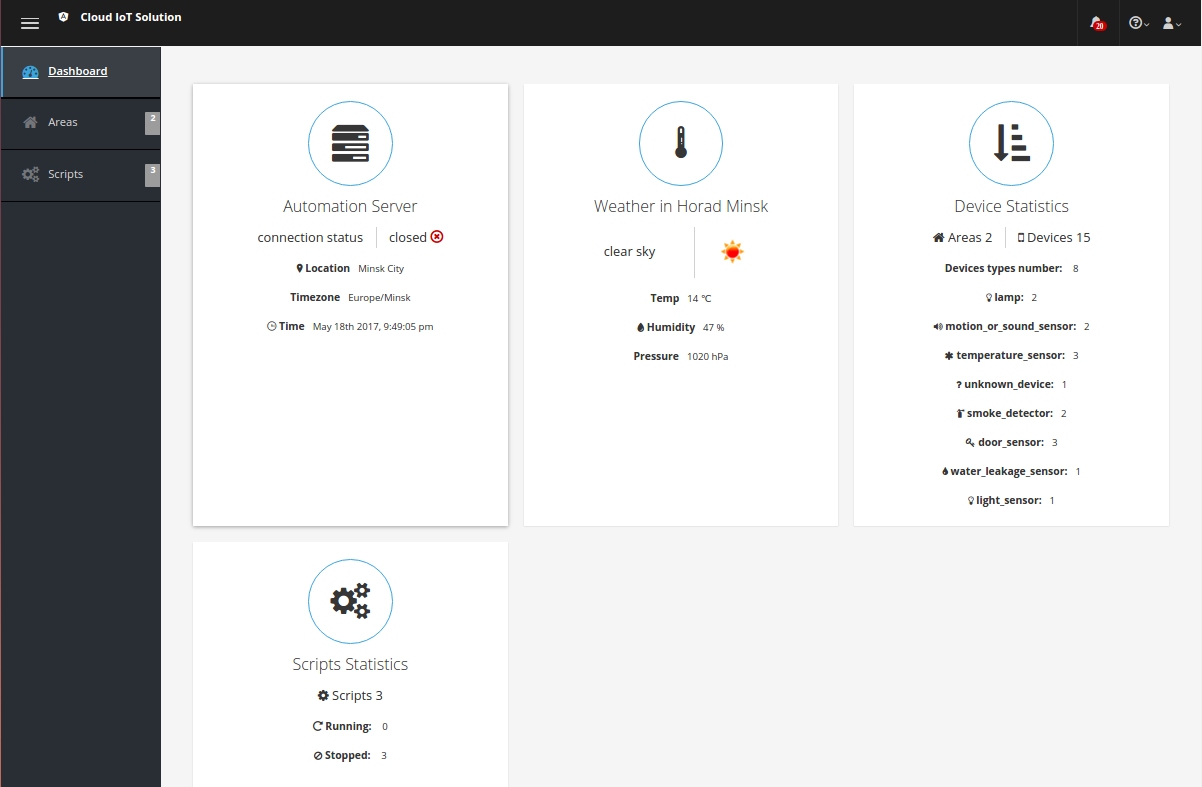 Cloud IoT Solution
20
Dashboard
Areas 2
Scripts 3
Automation Server
connection status closed
Location Minsk City
Timezone Europe/Minsk
Time May 18th 2017, 9:49:05 pm
Weather in Horad Minsk
clear sky
Temp 14 °C
Humidity 47 %
Pressure 1020 hPa
Device Statistics
Areas 2 Devices 15
Devices types number: 8
lamp: 2
motion_or_sound_sensor: 2
temperature_sensor: 3
unknown_device: 1
smoke_detector: 2
door_sensor: 3
water_leakage_sensor: 1
light_sensor: 1
Scripts Statistics
Scripts 3
Running: 0
Stopped: 3